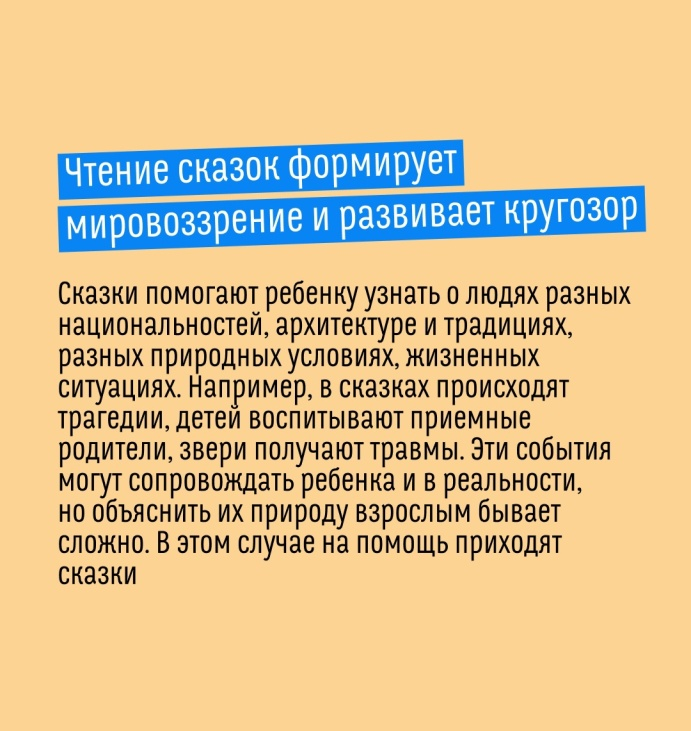 Чтение сказок формирует
мировоззрение и развивает кругозор
Сказки помогают ребенку узнать о людях разных
национальностей, архитектуре и традициях,
разных природных условиях, жизненных
ситуациях. Например, в сказках происходят
трагедии, детей воспитывают приемные
родители, звери получают травмы. Эти события
могут сопровождать ребенка и в реальности,
но объяснить их природу взрослым бывает
сложно. В этом случае на помощь приходят
сказки